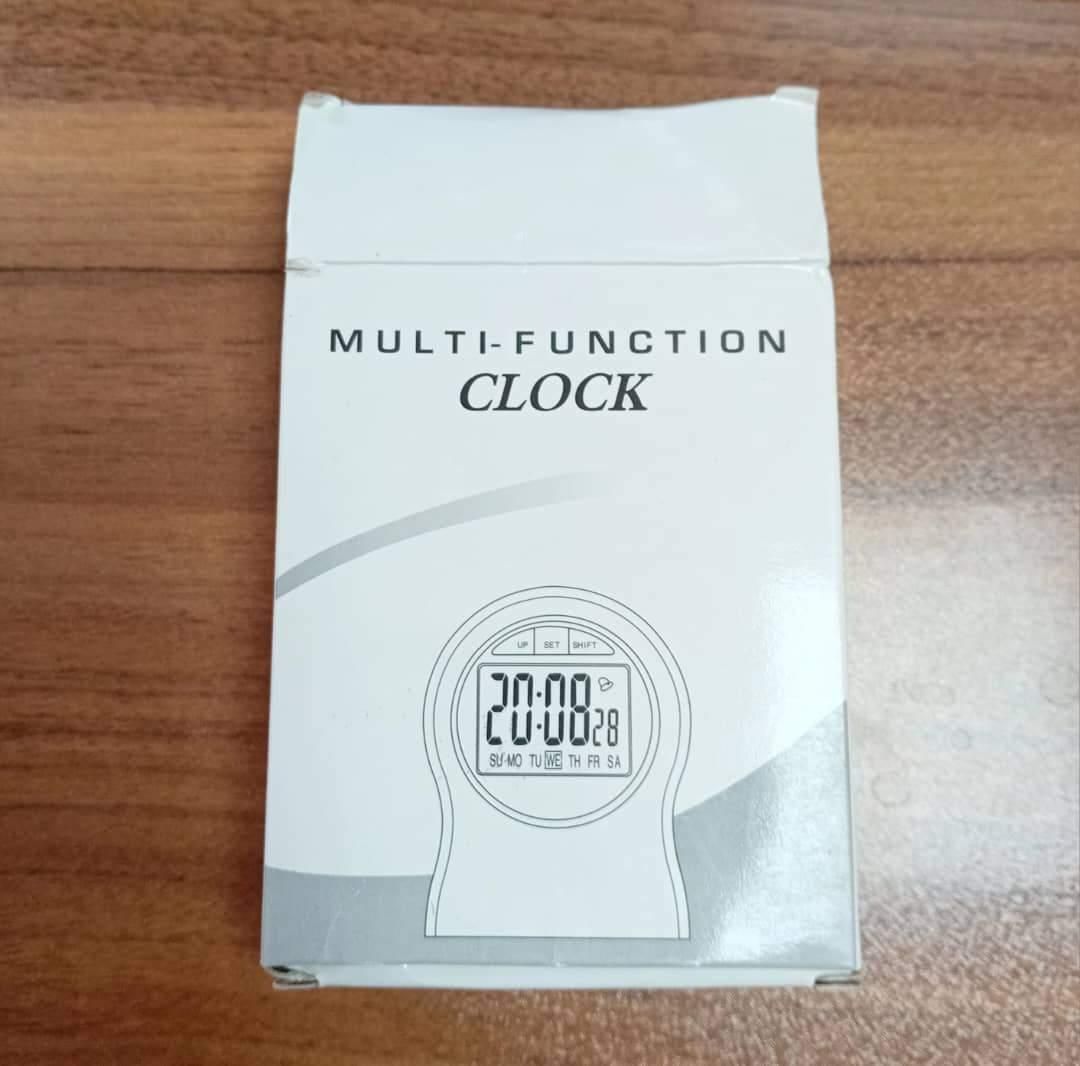 MULTI-FUNCTION
CLOCK
UP SET SHIFT
20:08 28
SU MO TU WE TH FR SA